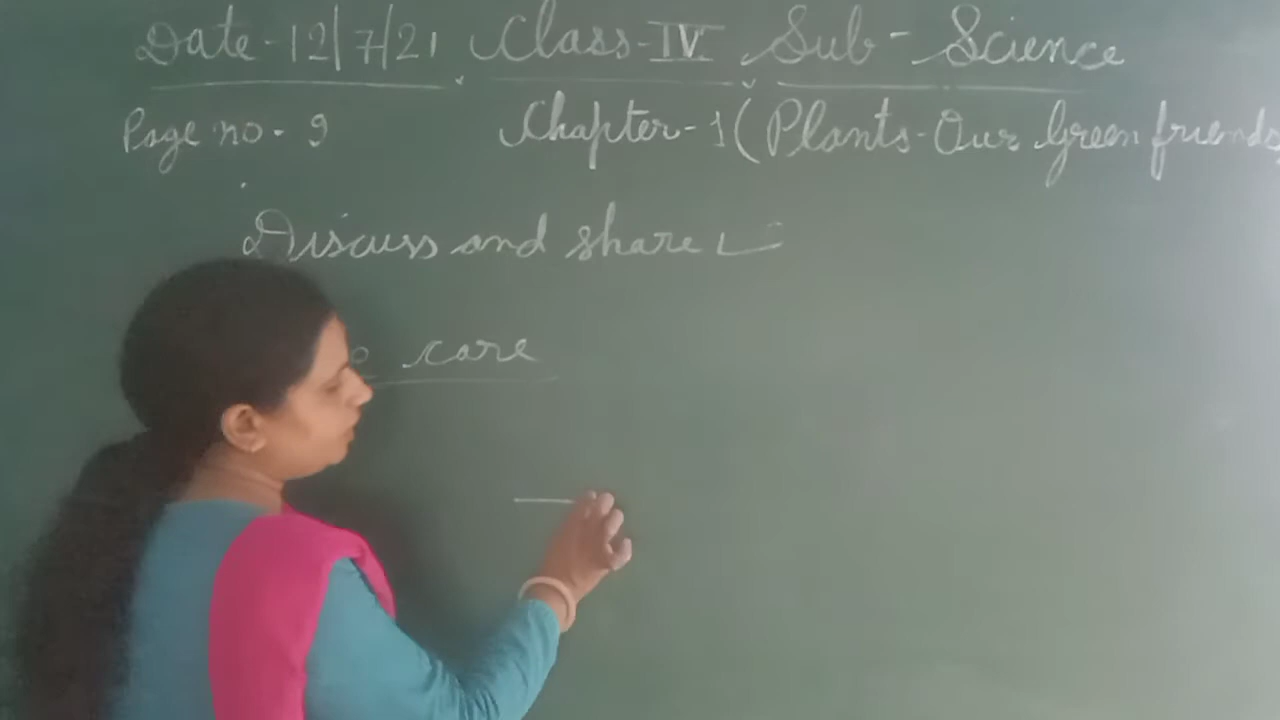 Date-12/7/21 Class-IV Sub-Science
Page no. 9 Chapter-1 (Plants-Our Green friends
Discuss and share :-
care